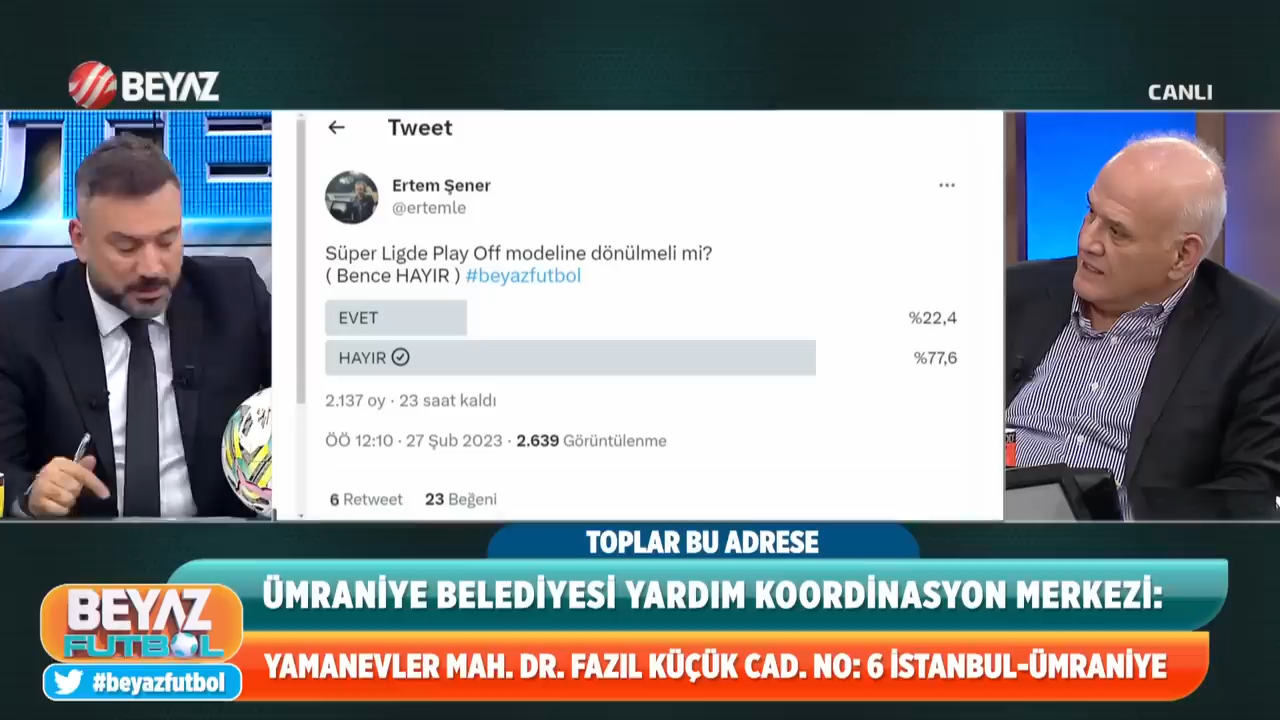 BEYAZ
CANLI
Tweet
Ertem Şener
@ertemle
Süper Ligde Play Off modeline dönülmeli mi?
( Bence HAYIR ) #beyazfutbol
EVET %22,4
HAYIR %77,6
2.137 oy · 23 saat kaldı
ÖÖ 12:10 · 27 Şub 2023 · 2.639 Görüntülenme
6 Retweet 23 Beğeni
TOPLAR BU ADRESE
ÜMRANİYE BELEDİYESİ YARDIM KOORDİNASYON MERKEZİ:
YAMANEVLER MAH. DR. FAZIL KÜÇÜK CAD. NO: 6 İSTANBUL-ÜMRANİYE
BEYAZ
FUTBOL
#beyazfutbol